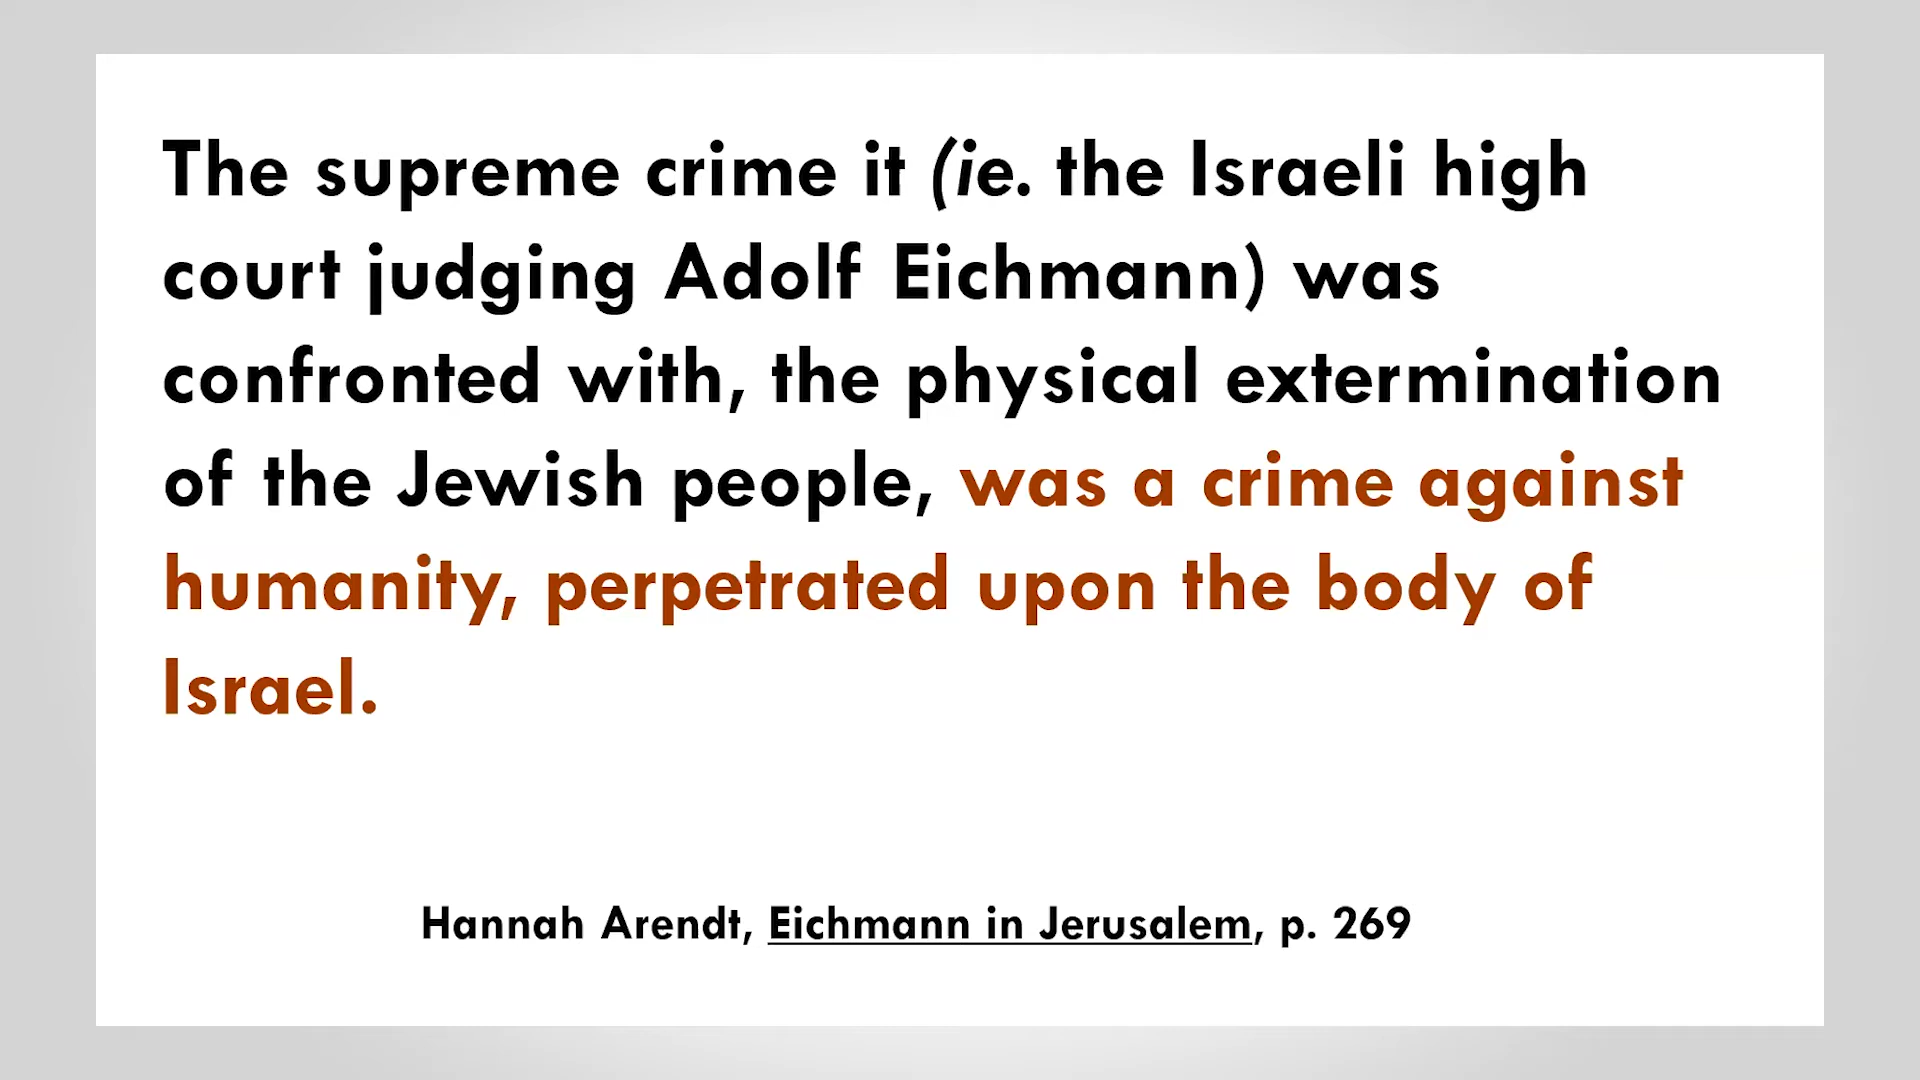 The supreme crime it (ie. the Israeli high
court judging Adolf Eichmann) was
confronted with, the physical extermination
of the Jewish people, was a crime against
humanity, perpetrated upon the body of
Israel.
Hannah Arendt, Eichmann in Jerusalem, p. 269